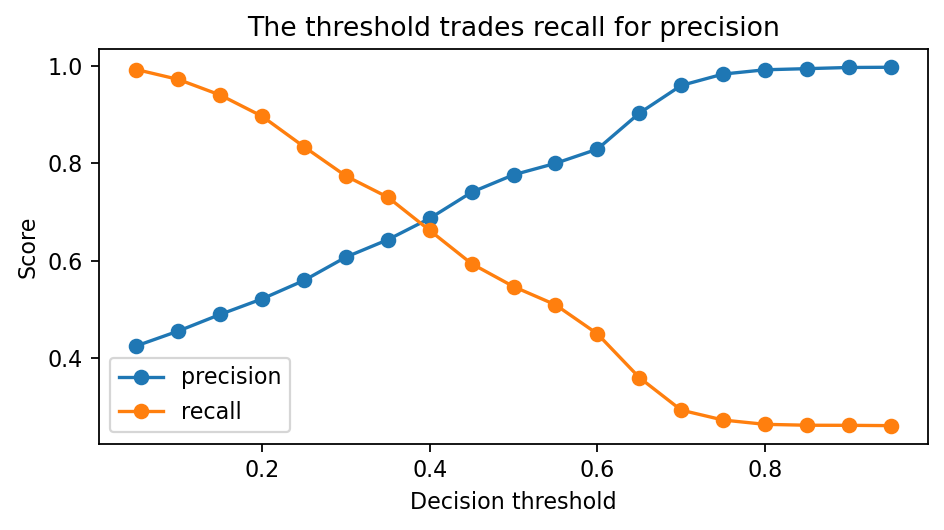 The threshold trades recall for precision
1.0
0.8
0.6
0.4
Score
precision
recall
0.2 0.4 0.6 0.8
Decision threshold